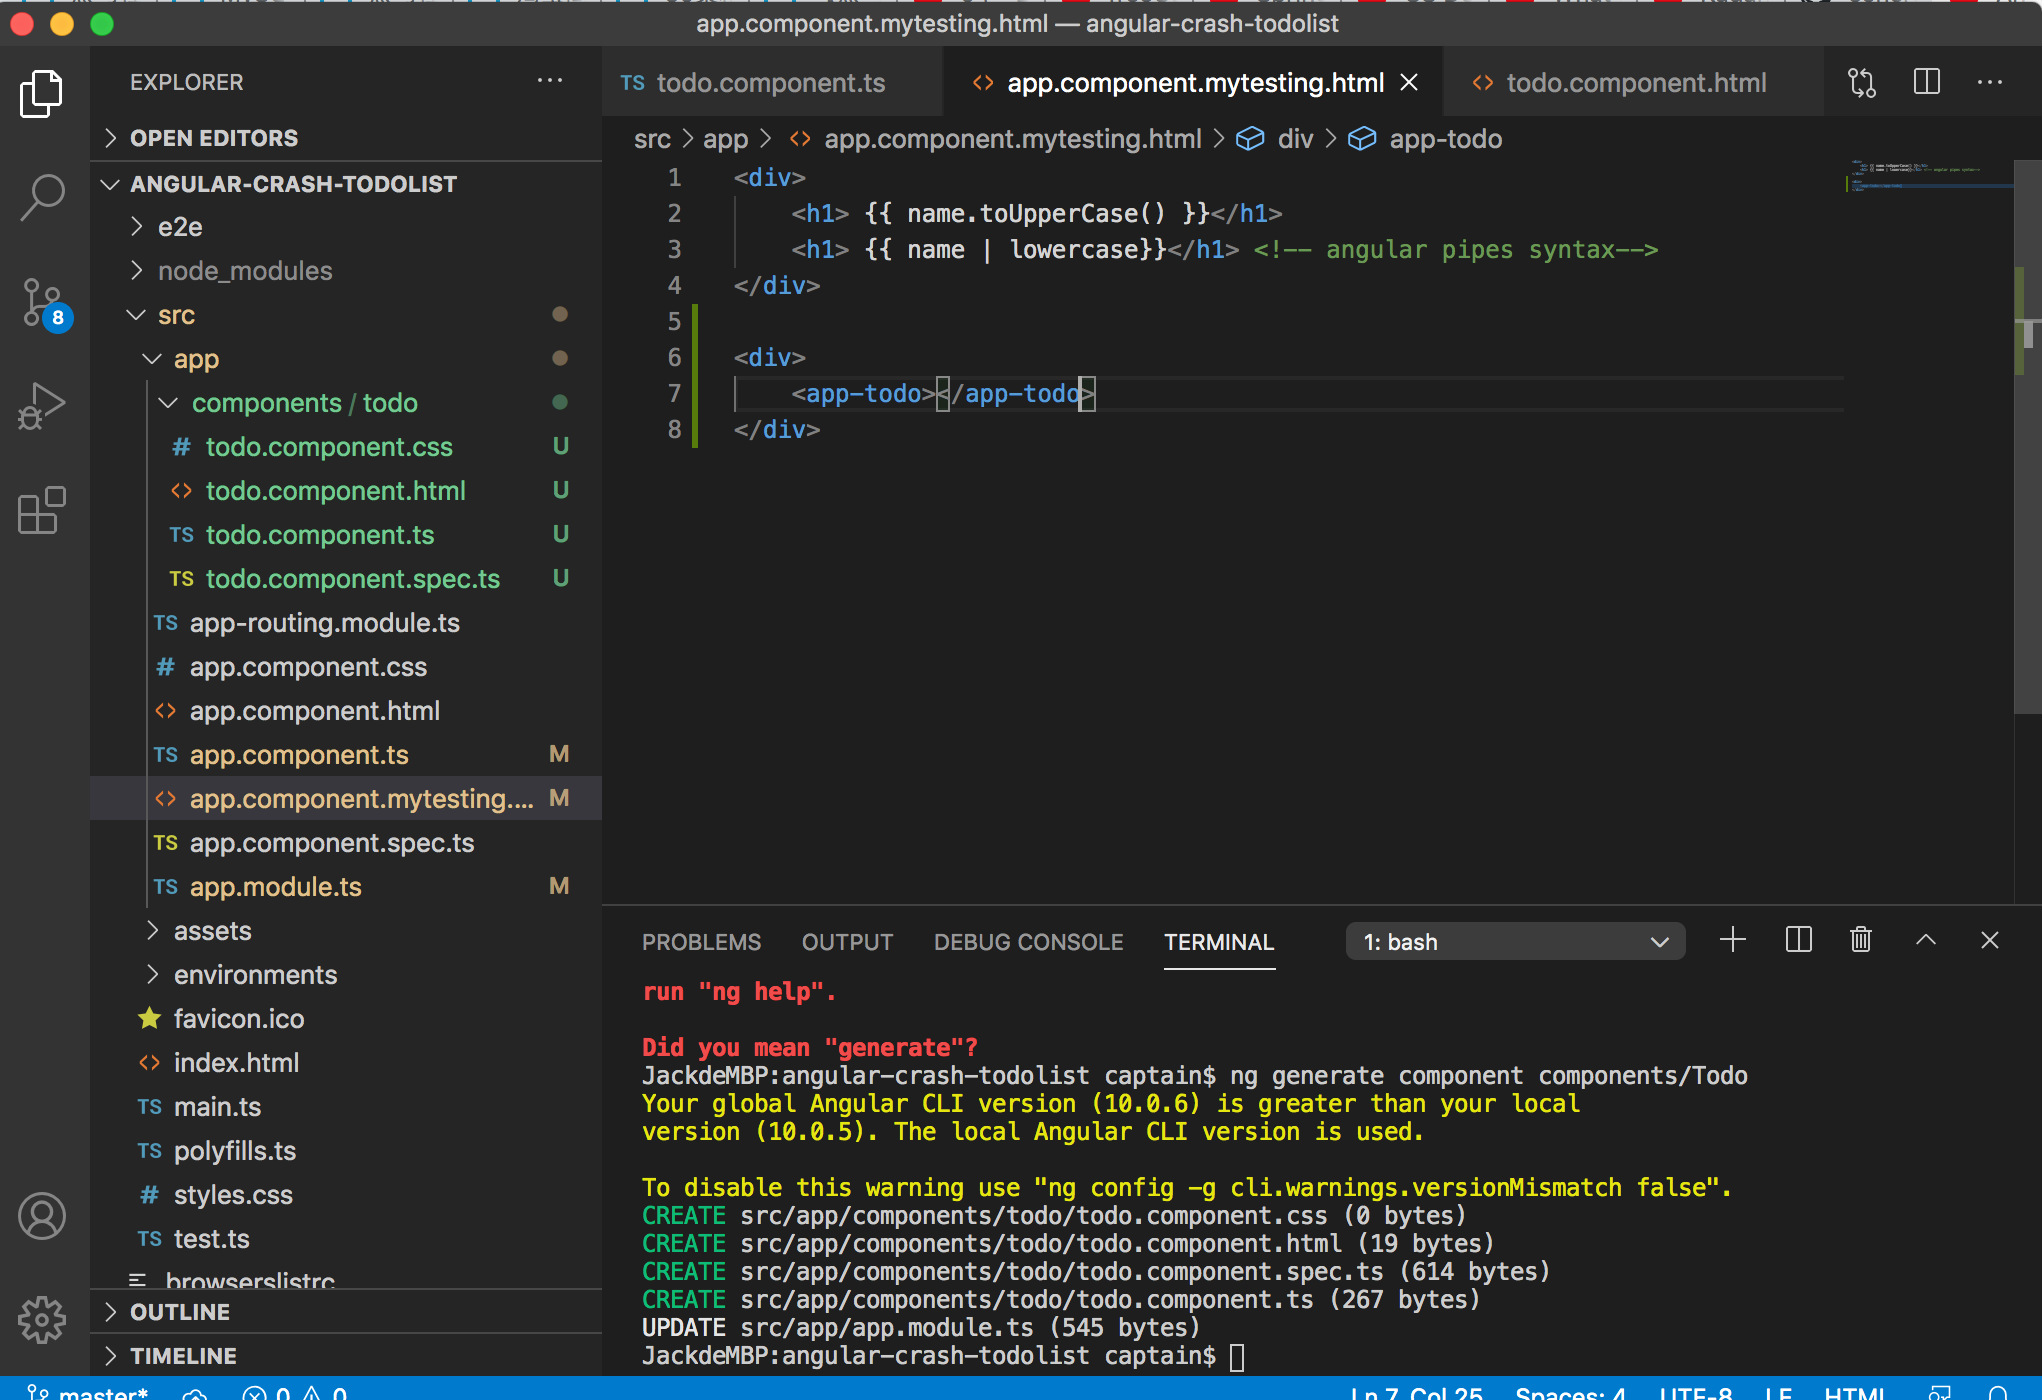 app.component.mytesting.html — angular-crash-todolist
EXPLORER
OPEN EDITORS
ANGULAR-CRASH-TODOLIST
e2e
node_modules
src
app
components / todo
# todo.component.css U
<> todo.component.html U
TS todo.component.ts U
TS todo.component.spec.ts U
TS app-routing.module.ts
# app.component.css
<> app.component.html
TS app.component.ts M
<> app.component.mytesting.... M
TS app.component.spec.ts
TS app.module.ts M
assets
environments
favicon.ico
<> index.html
TS main.ts
TS polyfills.ts
# styles.css
TS test.ts
browserslistrc
OUTLINE
TIMELINE
8
TS todo.component.ts
<> app.component.mytesting.html
<> todo.component.html
src > app > <> app.component.mytesting.html > div > app-todo
1 <div>
2 <h1> {{ name.toUpperCase() }}</h1>
3 <h1> {{ name | lowercase}}</h1> <!-- angular pipes syntax-->
4 </div>
5
6 <div>
7 <app-todo></app-todo>
8 </div>
PROBLEMS OUTPUT DEBUG CONSOLE TERMINAL 1: bash
run "ng help".
Did you mean "generate"?
JackdeMBP:angular-crash-todolist captain$ ng generate component components/Todo
Your global Angular CLI version (10.0.6) is greater than your local
version (10.0.5). The local Angular CLI version is used.
To disable this warning use "ng config -g cli.warnings.versionMismatch false".
CREATE src/app/components/todo/todo.component.css (0 bytes)
CREATE src/app/components/todo/todo.component.html (19 bytes)
CREATE src/app/components/todo/todo.component.spec.ts (614 bytes)
CREATE src/app/components/todo/todo.component.ts (267 bytes)
UPDATE src/app/app.module.ts (545 bytes)
JackdeMBP:angular-crash-todolist captain$
master* 0 0 Ln 7, Col 25 Spaces: 4 UTF-8 LF HTML